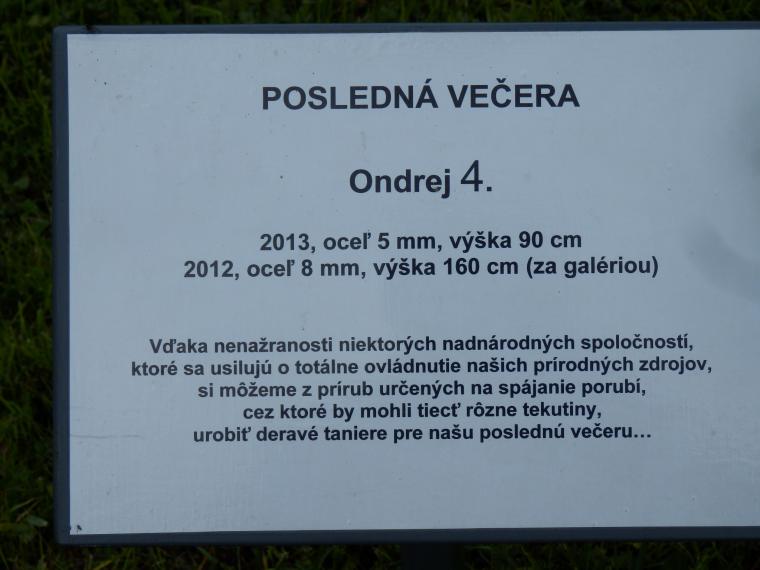 POSLEDNÁ VEČERA
Ondrej 4.
2013, oceľ 5 mm, výška 90 cm
2012, oceľ 8 mm, výška 160 cm (za galériou)
Vďaka nenažranosti niektorých nadnárodných spoločností,
ktoré sa usilujú o totálne ovládnutie našich prírodných zdrojov,
si môžeme z prírub určených na spájanie porubí,
cez ktoré by mohli tiecť rôzne tekutiny,
urobiť deravé taniere pre našu poslednú večeru...